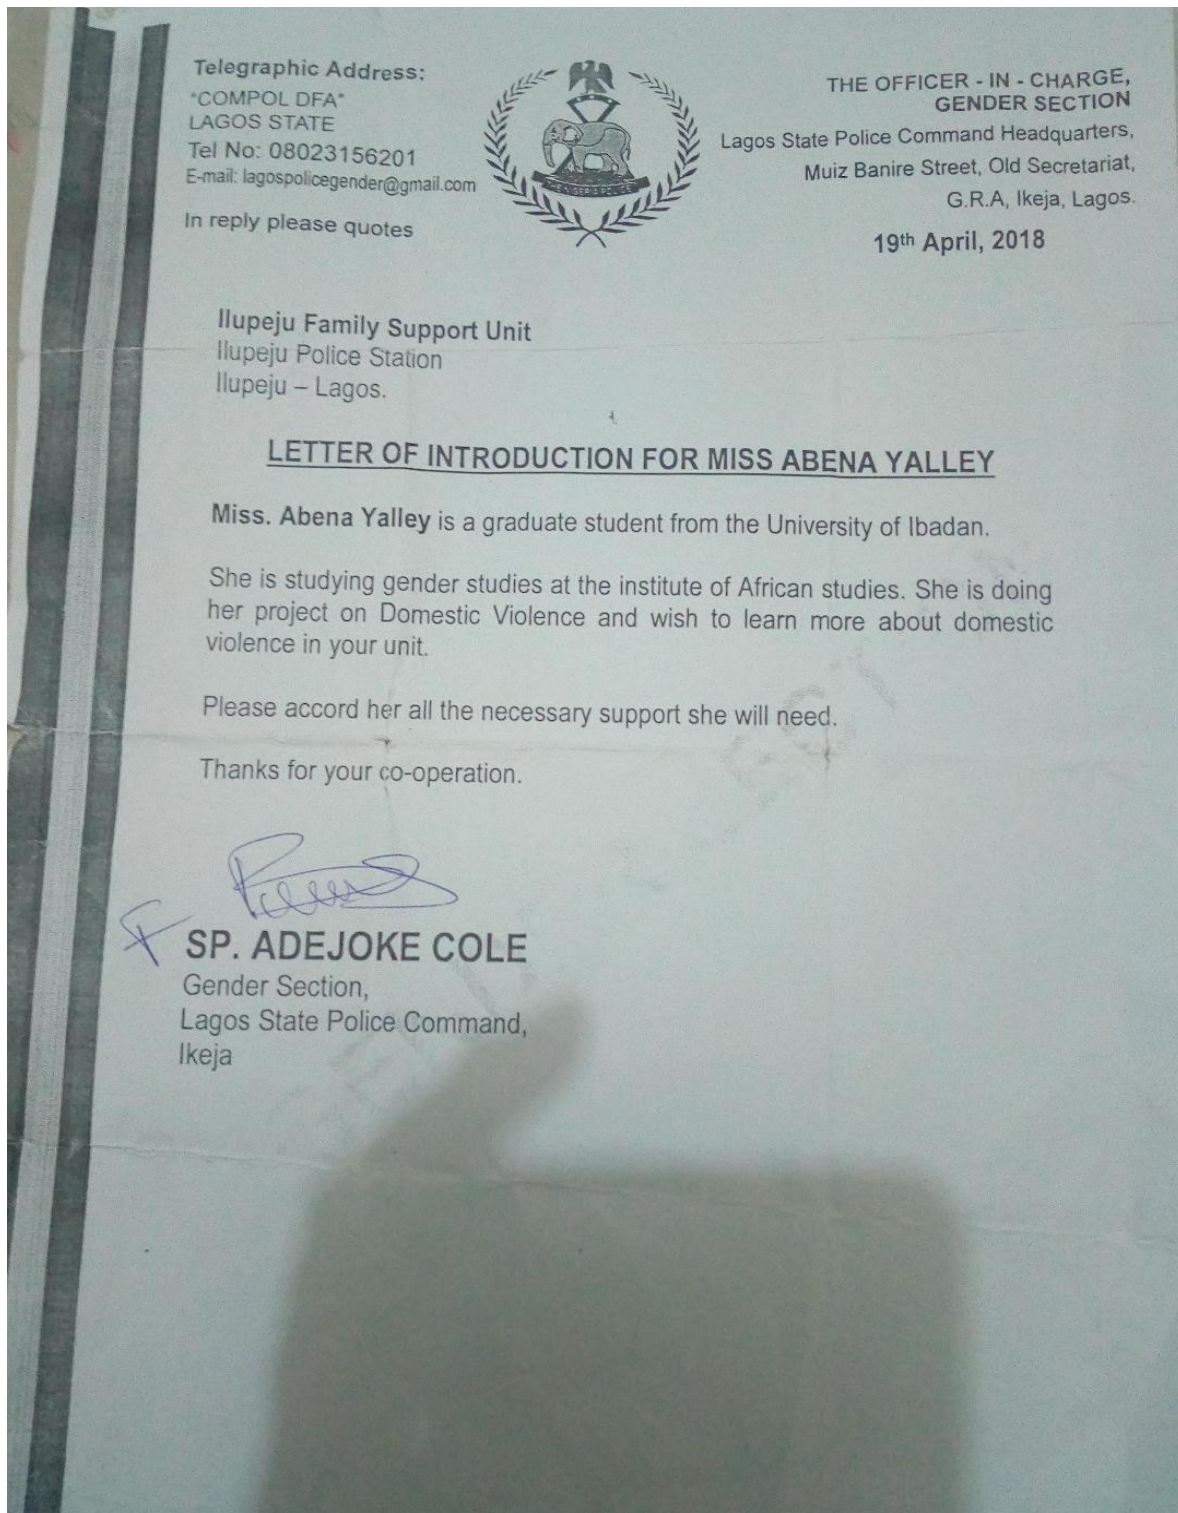 Telegraphic Address:
"COMPOL DFA"
LAGOS STATE
Tel No: 08023156201
E-mail: lagospolicegender@gmail.com
In reply please quotes
THE NIGERIA POLICE
THE OFFICER - IN - CHARGE,
GENDER SECTION
Lagos State Police Command Headquarters,
Muiz Banire Street, Old Secretariat,
G.R.A, Ikeja, Lagos.
19th April, 2018
Ilupeju Family Support Unit
Ilupeju Police Station
Ilupeju – Lagos.
LETTER OF INTRODUCTION FOR MISS ABENA YALLEY
Miss. Abena Yalley is a graduate student from the University of Ibadan.
She is studying gender studies at the institute of African studies. She is doing
her project on Domestic Violence and wish to learn more about domestic
violence in your unit.
Please accord her all the necessary support she will need.
Thanks for your co-operation.
SP. ADEJOKE COLE
Gender Section,
Lagos State Police Command,
Ikeja